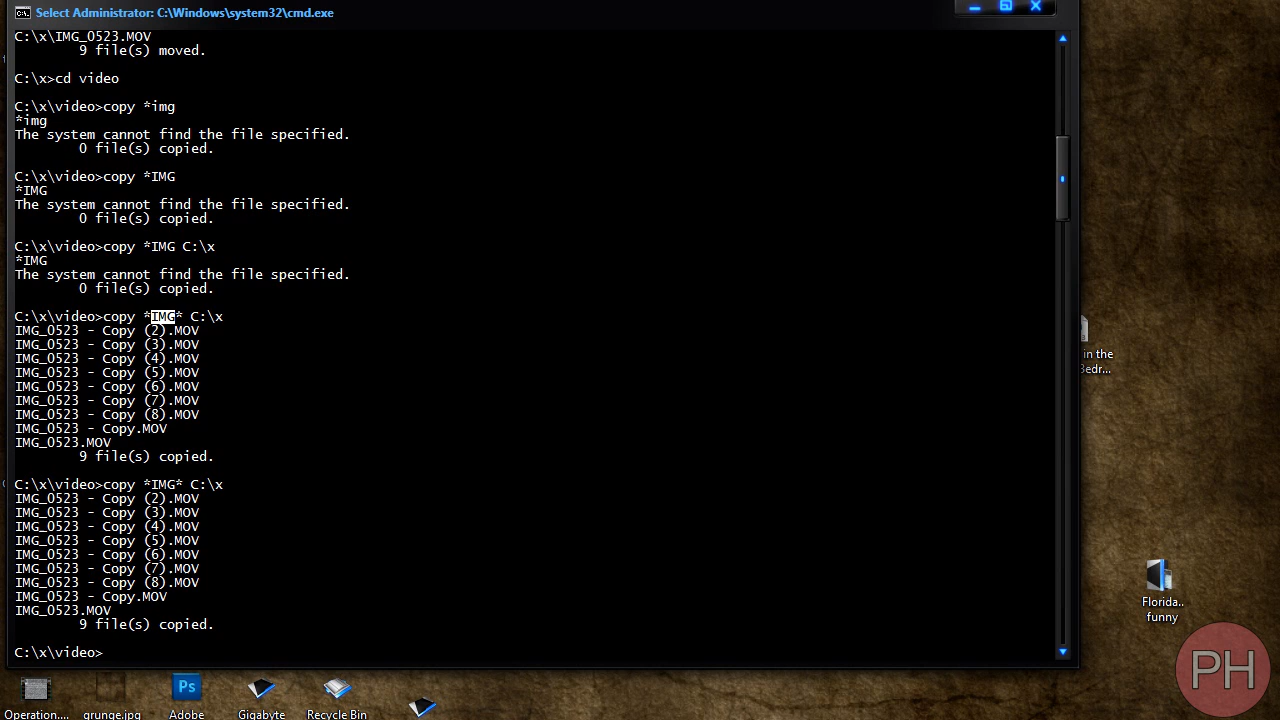 Select Administrator: C:\Windows\system32\cmd.exe
C:\x\IMG_0523.MOV
9 file(s) moved.
C:\x>cd video
C:\x\video>copy *img
*img
The system cannot find the file specified.
0 file(s) copied.
C:\x\video>copy *IMG
*IMG
The system cannot find the file specified.
0 file(s) copied.
C:\x\video>copy *IMG C:\x
*IMG
The system cannot find the file specified.
0 file(s) copied.
C:\x\video>copy *IMG* C:\x
IMG_0523 - Copy (2).MOV
IMG_0523 - Copy (3).MOV
IMG_0523 - Copy (4).MOV
IMG_0523 - Copy (5).MOV
IMG_0523 - Copy (6).MOV
IMG_0523 - Copy (7).MOV
IMG_0523 - Copy (8).MOV
IMG_0523 - Copy.MOV
IMG_0523.MOV
9 file(s) copied.
C:\x\video>copy *IMG* C:\x
IMG_0523 - Copy (2).MOV
IMG_0523 - Copy (3).MOV
IMG_0523 - Copy (4).MOV
IMG_0523 - Copy (5).MOV
IMG_0523 - Copy (6).MOV
IMG_0523 - Copy (7).MOV
IMG_0523 - Copy (8).MOV
IMG_0523 - Copy.MOV
IMG_0523.MOV
9 file(s) copied.
C:\x\video>
in the
Bedr...
Florida..
funny
PH
Ps
Operation....
grunge.jpg
Adobe
Gigabyte
Recycle Bin